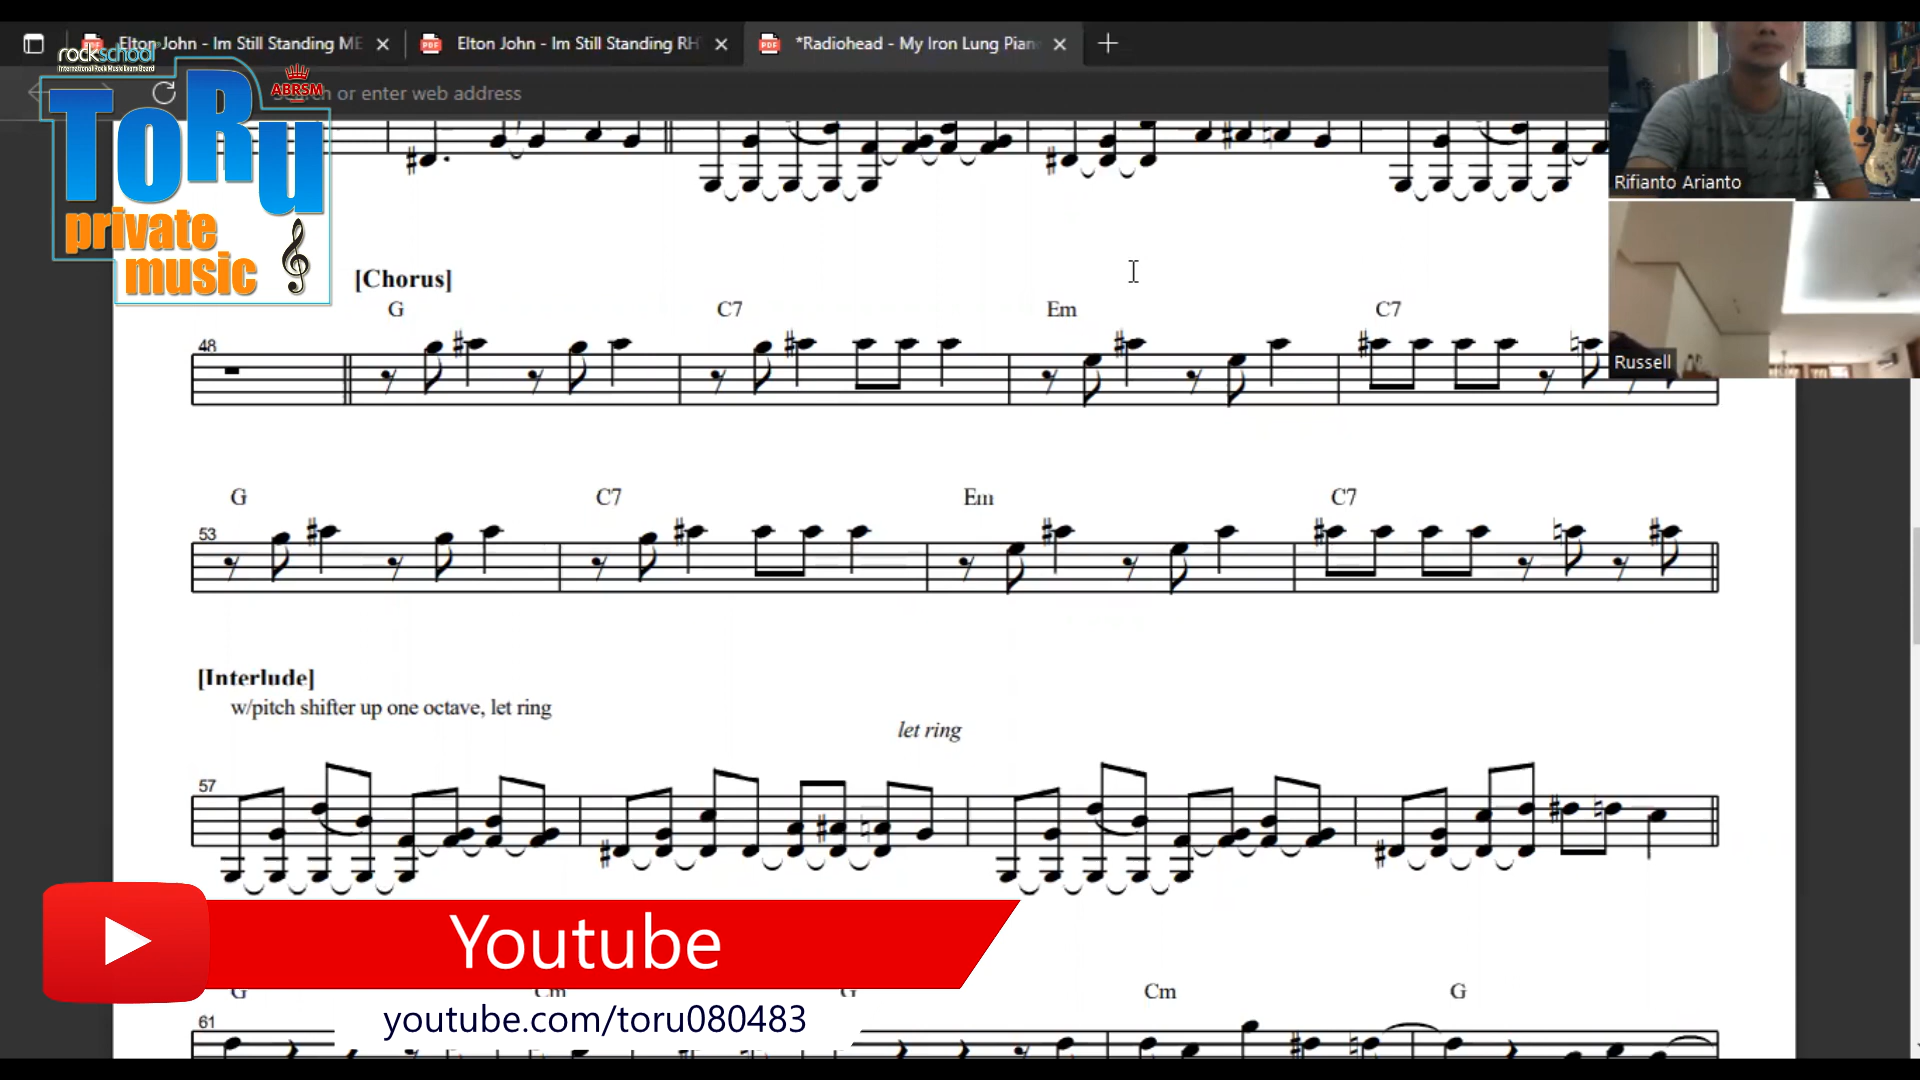 Elton John - Im Still Standing ME
Elton John - Im Still Standing RH
*Radiohead - My Iron Lung Piano
rockschool
ABRSM
or enter web address
ToRu
private
music
Rifianto Arianto
Russell
[Chorus]
G C7 Em C7
48
G C7 Em C7
53
[Interlude]
w/pitch shifter up one octave, let ring
let ring
57
Youtube
G Cm G Cm G
youtube.com/toru080483
61